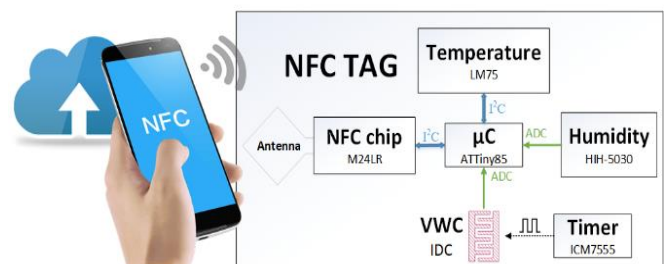 NFC
NFC TAG
Temperature
LM75
I²C
Antenna
NFC chip
M24LR
I²C
µC
ATTiny85
ADC
Humidity
HIH-5030
ADC
VWC
IDC
Timer
ICM7555